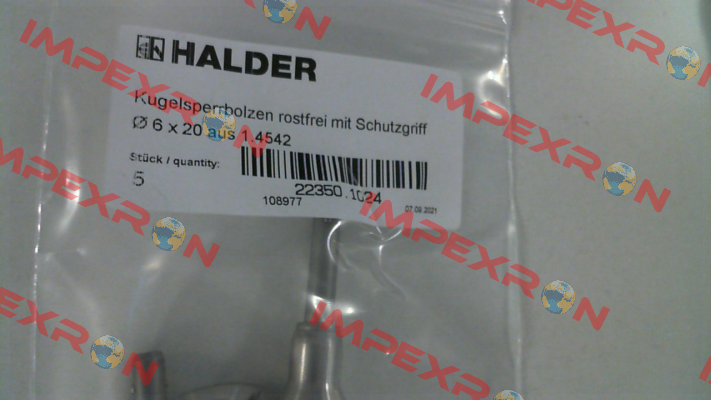 HALDER
Kugelsperrbolzen rostfrei mit Schutzgriff
Ø 6 x 20 aus 1.4542
Stück / quantity:
5
22350.1024
108977
07.09.2021
IMPEXRON
IMPEXRON
IMPEXRON
IMPEXRON
IMPEXRON
IMPEXRON